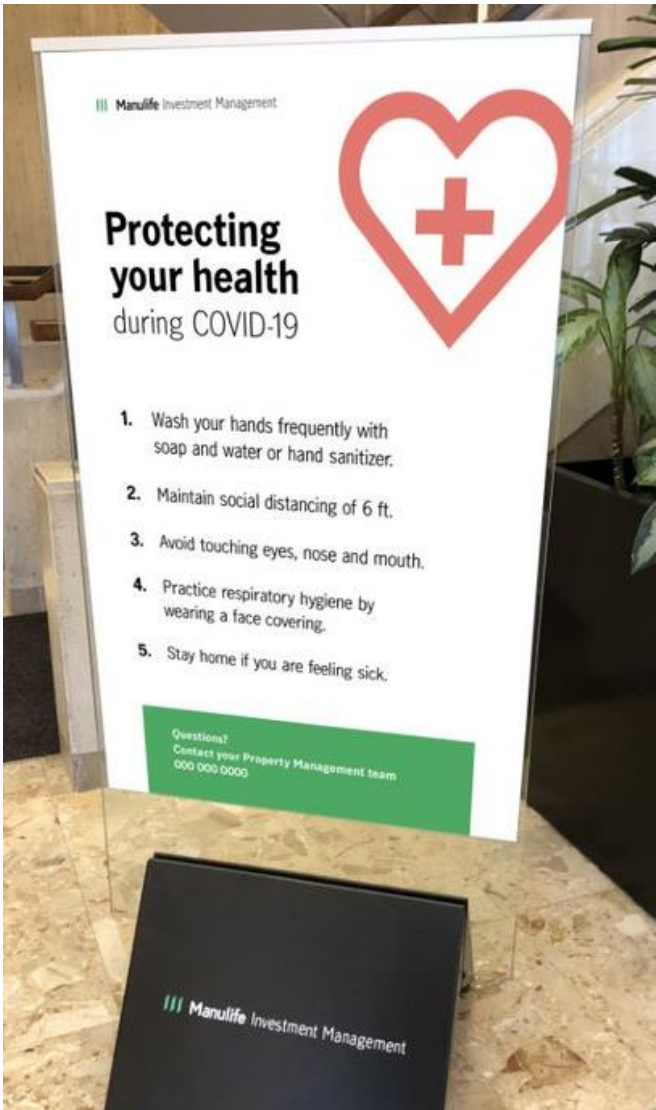 Manulife Investment Management
Protecting
your health
during COVID-19
1. Wash your hands frequently with
soap and water or hand sanitizer.
2. Maintain social distancing of 6 ft.
3. Avoid touching eyes, nose and mouth.
4. Practice respiratory hygiene by
wearing a face covering.
5. Stay home if you are feeling sick.
Questions?
Contact your Property Management team
000 000 0000
Manulife Investment Management